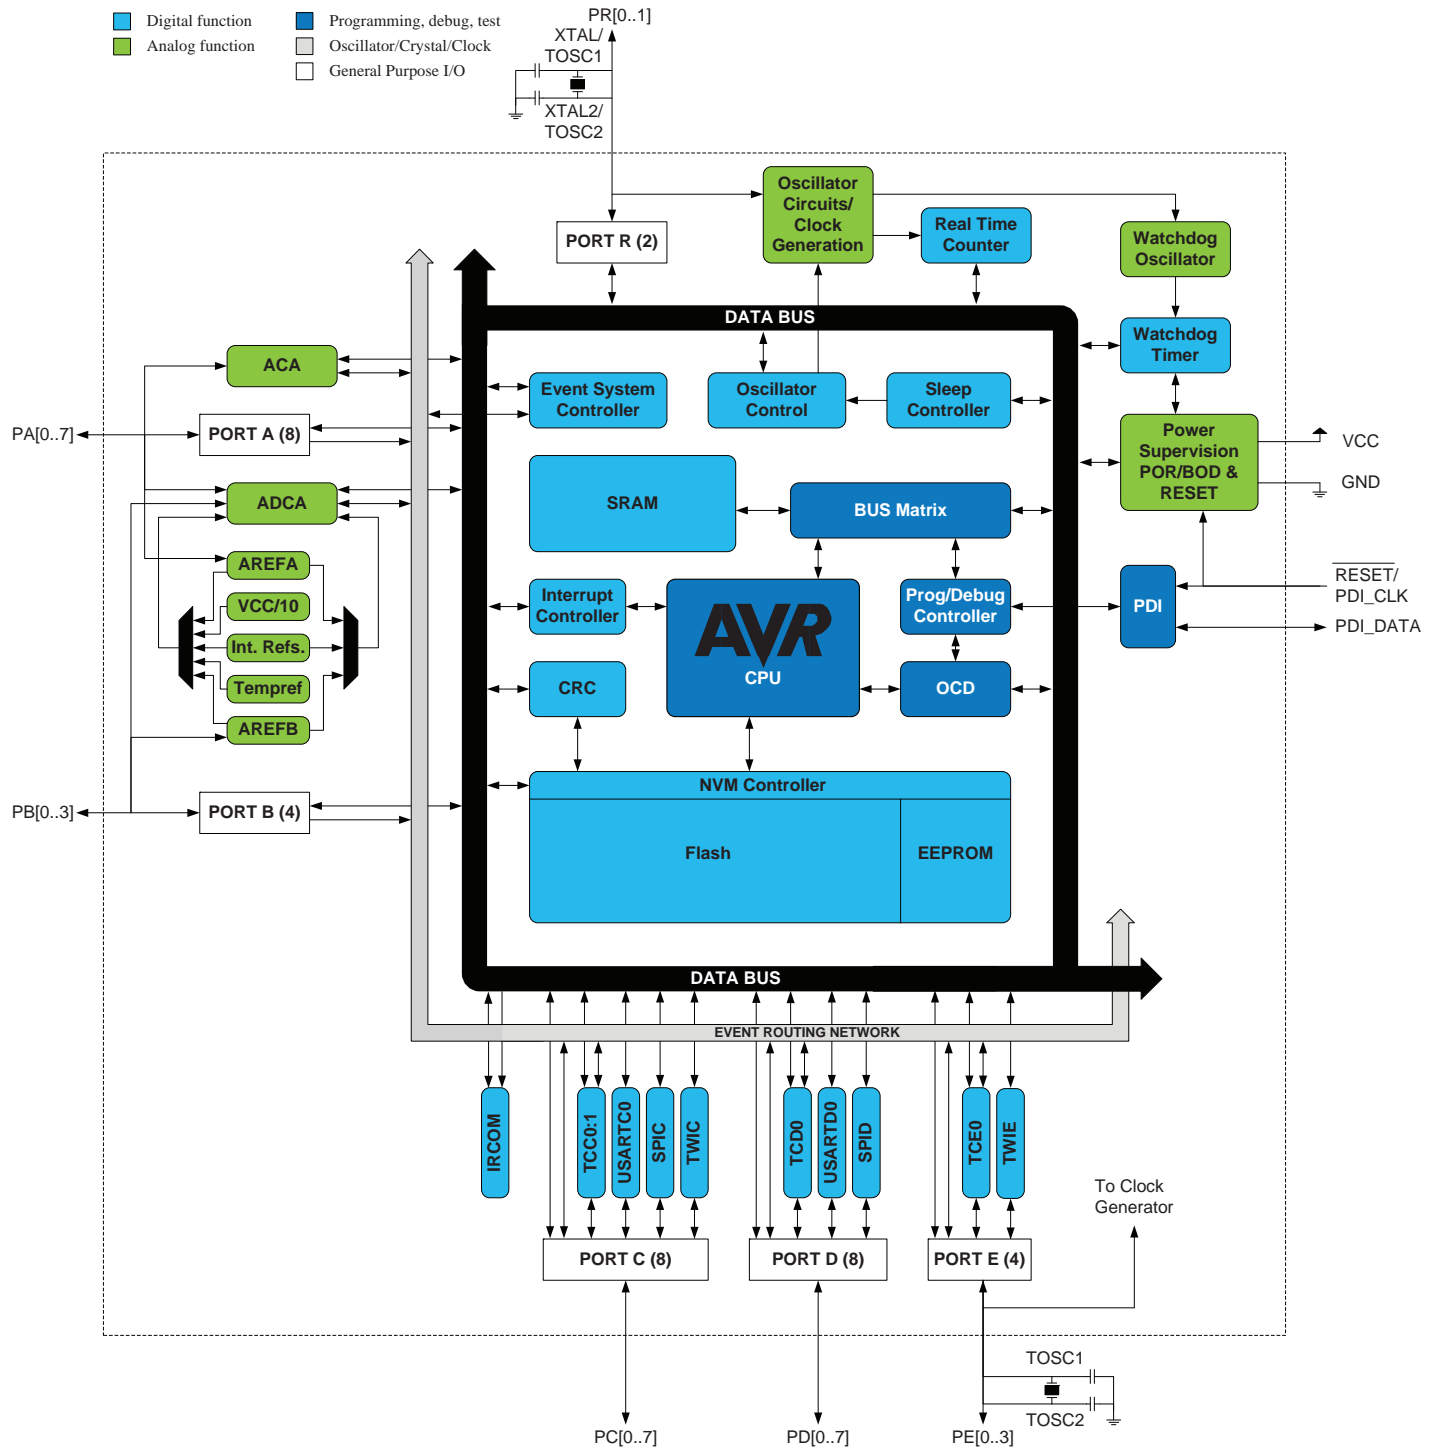 Digital function
Analog function
Programming, debug, test
Oscillator/Crystal/Clock
General Purpose I/O
PR[0..1]
XTAL/
TOSC1
XTAL2/
TOSC2
Oscillator
Circuits/
Clock
Generation
Real Time
Counter
Watchdog
Oscillator
PORT R (2)
DATA BUS
Watchdog
Timer
ACA
Event System
Controller
Oscillator
Control
Sleep
Controller
PA[0..7]
PORT A (8)
Power
Supervision
POR/BOD &
RESET
VCC
GND
ADCA
SRAM
BUS Matrix
AREFA
VCC/10
Int. Refs.
Tempref
AREFB
Interrupt
Controller
AVR
CPU
Prog/Debug
Controller
PDI
RESET/
PDI_CLK
PDI_DATA
CRC
OCD
NVM Controller
Flash
EEPROM
PB[0..3]
PORT B (4)
DATA BUS
EVENT ROUTING NETWORK
IRCOM
TCC0:1
USARTC0
SPIC
TWIC
TCD0
USARTD0
SPID
TCE0
TWIE
To Clock
Generator
PORT C (8)
PORT D (8)
PORT E (4)
TOSC1
TOSC2
PC[0..7]
PD[0..7]
PE[0..3]